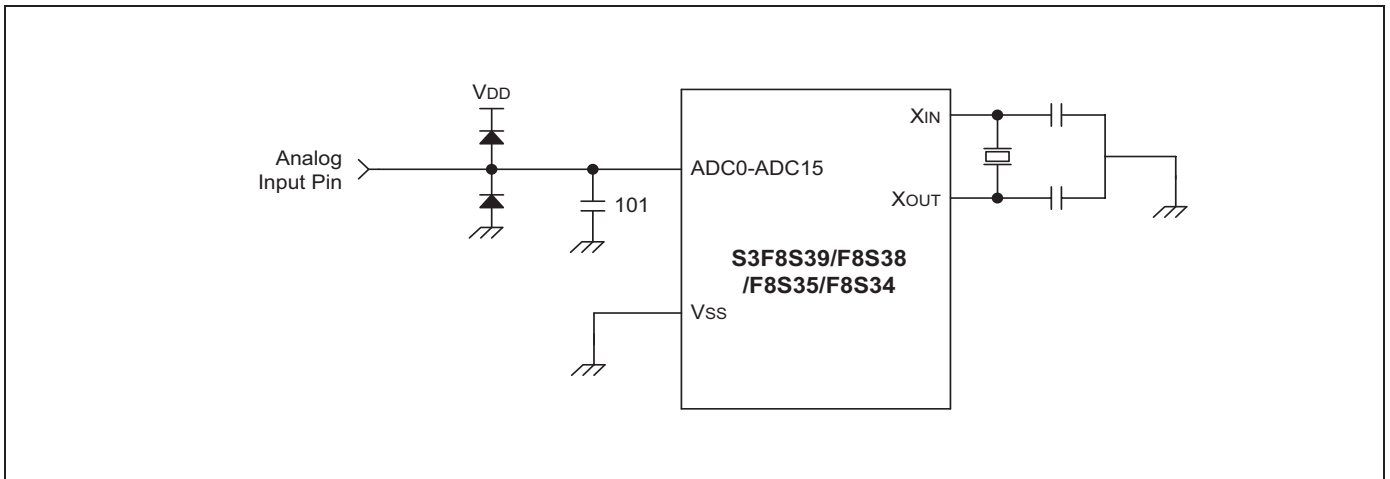 VDD
Analog
Input Pin
ADC0-ADC15
101
XIN
XOUT
S3F8S39/F8S38
/F8S35/F8S34
VSS